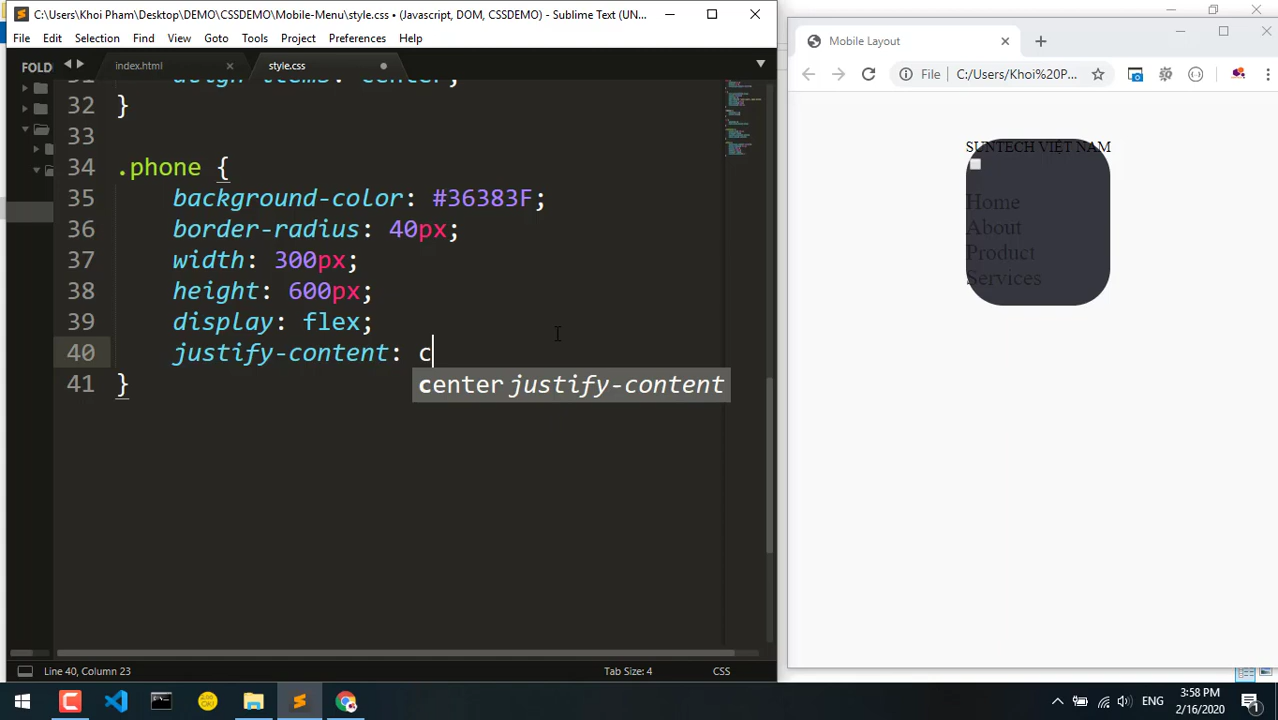 C:\Users\Khoi Pham\Desktop\DEMO\CSSDEMO\Mobile-Menu\style.css • (Javascript, DOM, CSSDEMO) - Sublime Text (UN...
File Edit Selection Find View Goto Tools Project Preferences Help
FOLD
index.html
style.css
32 }
33
34 .phone {
35 background-color: #36383F;
36 border-radius: 40px;
37 width: 300px;
38 height: 600px;
39 display: flex;
40 justify-content: c
center justify-content
41 }
Line 40, Column 23
Tab Size: 4
CSS
Mobile Layout
File
C:/Users/Khoi%20P...
SUNTECH VIỆT NAM
Home
About
Product
Services
ENG
3:58 PM
2/16/2020